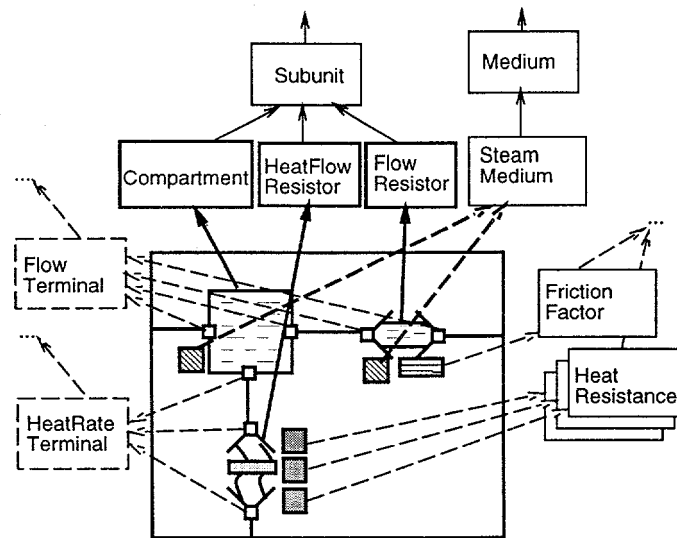 Subunit
Medium
Compartment
HeatFlow
Resistor
Flow
Resistor
Steam
Medium
....
...
Flow
Terminal
Friction
Factor
....
HeatRate
Terminal
Heat
Resistance